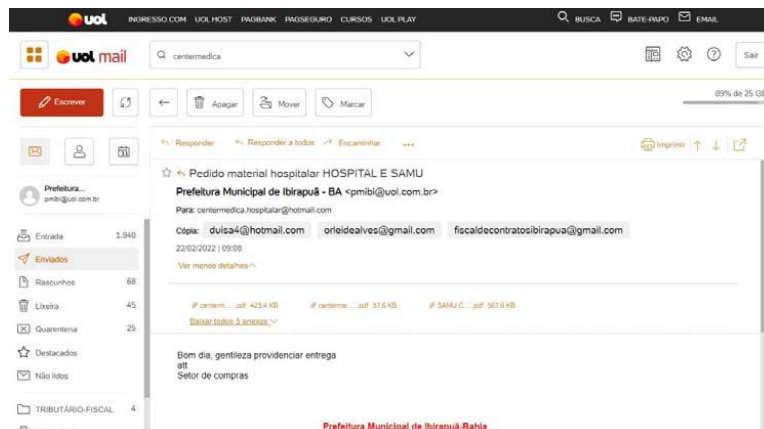 uol INGRESSO.COM UOL HOST PAGBANK PAGSEGURO CURSOS UOL PLAY BUSCA BATE-PAPO EMAIL
uol mail centermedica Sair
Escrever Apagar Mover Marcar 89% de 25 GB
Responder Responder a todos Encaminhar ... Imprimir
Pedido material hospitalar HOSPITAL E SAMU
Prefeitura... Prefeitura Municipal de Ibirapuã - BA <pmibi@uol.com.br>
pmibi@uol.com.br
Para: centermedica.hospitalar@hotmail.com
Entrada 1.940 Cópia: duisa4@hotmail.com orleidealves@gmail.com fiscaldecontratosibirapua@gmail.com
22/02/2022 | 09:08
Enviados
Ver menos detalhes
Rascunhos 68
Lixeira 45 centerm... .pdf 423.4 KB centerme... .pdf 37.6 KB SAMU C... .pdf 567.6 KB
Baixar todos 3 anexos
Quarentena 25
Destacados Bom dia, gentileza providenciar entrega
att
Não lidos Setor de compras
TRIBUTÁRIO-FISCAL 4
Prefeitura Municipal de Ibirapuã-Bahia